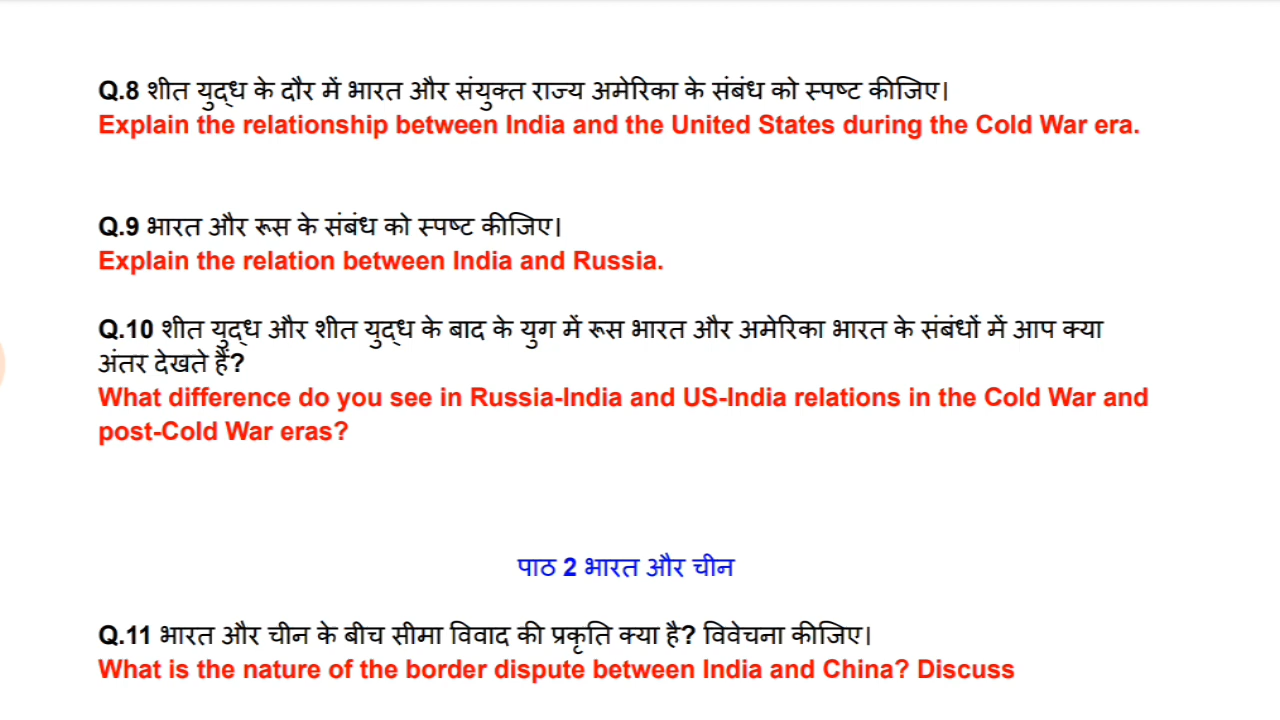 Q.8 शीत युद्ध के दौर में भारत और संयुक्त राज्य अमेरिका के संबंध को स्पष्ट कीजिए।
Explain the relationship between India and the United States during the Cold War era.
Q.9 भारत और रूस के संबंध को स्पष्ट कीजिए।
Explain the relation between India and Russia.
Q.10 शीत युद्ध और शीत युद्ध के बाद के युग में रूस भारत और अमेरिका भारत के संबंधों में आप क्या
अंतर देखते हैं?
What difference do you see in Russia-India and US-India relations in the Cold War and
post-Cold War eras?
पाठ 2 भारत और चीन
Q.11 भारत और चीन के बीच सीमा विवाद की प्रकृति क्या है? विवेचना कीजिए।
What is the nature of the border dispute between India and China? Discuss